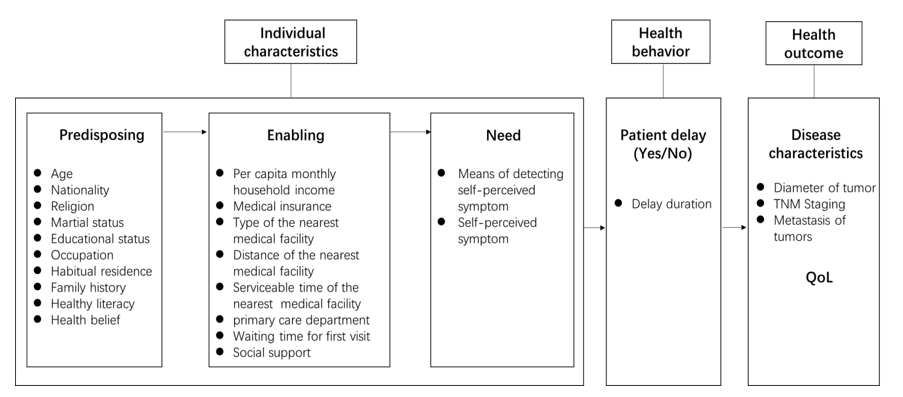 Individual
characteristics
Health
behavior
Health
outcome
Predisposing
● Age
● Nationality
● Religion
● Martial status
● Educational status
● Occupation
● Habitual residence
● Family history
● Healthy literacy
● Health belief
Enabling
● Per capita monthly
household income
● Medical insurance
● Type of the nearest
medical facility
● Distance of the nearest
medical facility
● Serviceable time of the
nearest medical facility
● primary care department
● Waiting time for first visit
● Social support
Need
● Means of detecting
self-perceived
symptom
● Self-perceived
symptom
Patient delay
(Yes/No)
● Delay duration
Disease
characteristics
● Diameter of tumor
● TNM Staging
● Metastasis of
tumors
QoL